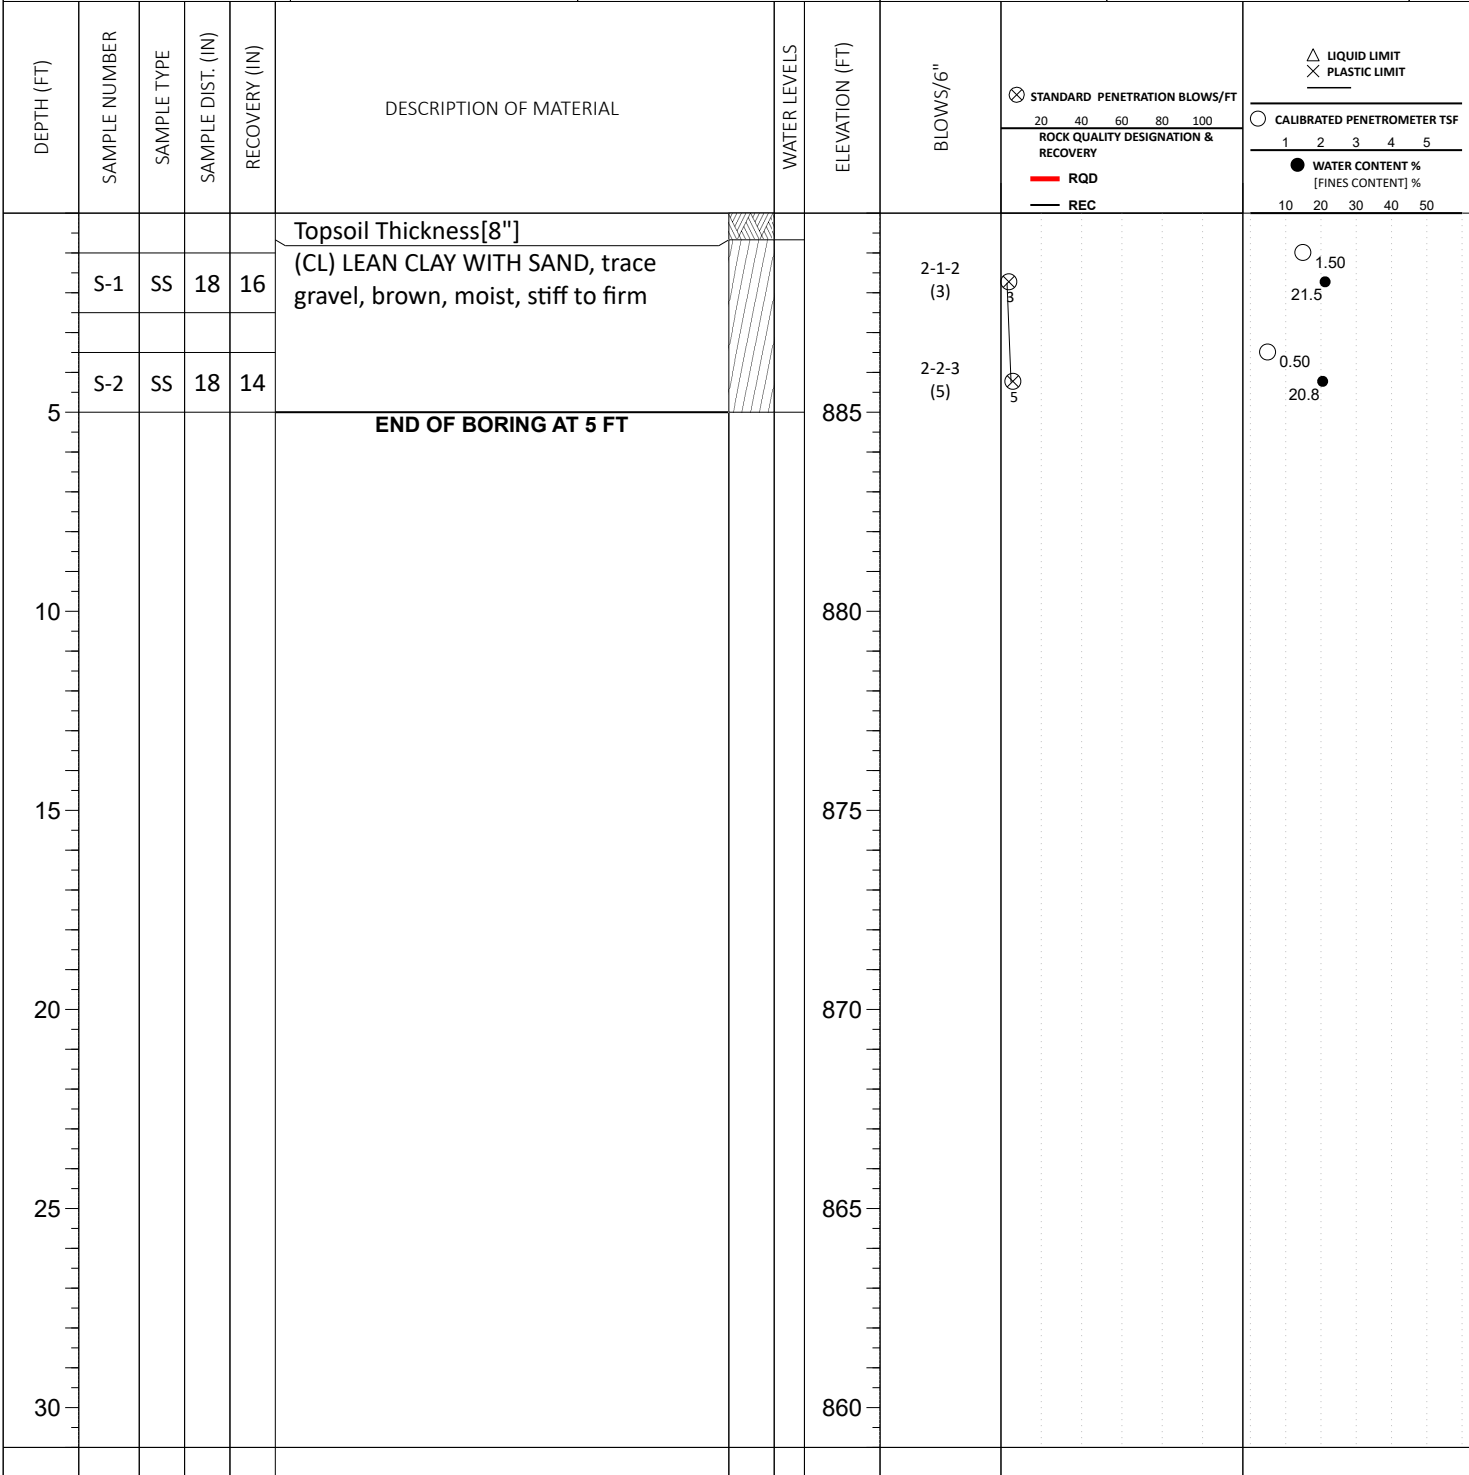 DEPTH (FT)
SAMPLE NUMBER
SAMPLE TYPE
SAMPLE DIST. (IN)
RECOVERY (IN)
DESCRIPTION OF MATERIAL
WATER LEVELS
ELEVATION (FT)
BLOWS/6"
STANDARD PENETRATION BLOWS/FT
20 40 60 80 100
ROCK QUALITY DESIGNATION &
RECOVERY
RQD
REC
LIQUID LIMIT
PLASTIC LIMIT
CALIBRATED PENETROMETER TSF
1 2 3 4 5
WATER CONTENT %
[FINES CONTENT] %
10 20 30 40 50
Topsoil Thickness[8"]
(CL) LEAN CLAY WITH SAND, trace
gravel, brown, moist, stiff to firm
S-1 SS 18 16
2-1-2
(3)
3
1.50
21.5
S-2 SS 18 14
2-2-3
(5)
5
0.50
20.8
5
885
END OF BORING AT 5 FT
10
880
15
875
20
870
25
865
30
860